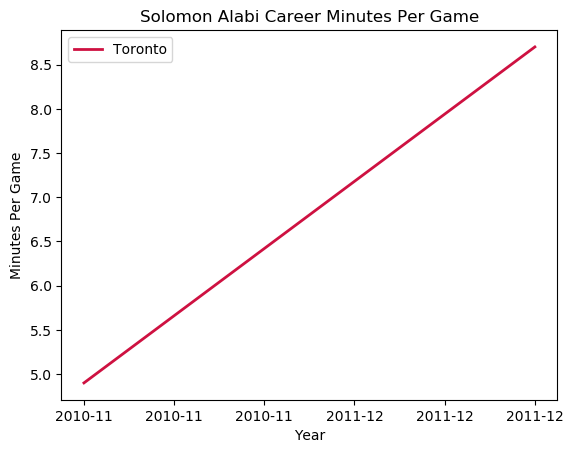 Solomon Alabi Career Minutes Per Game
Toronto
Minutes Per Game
8.5
8.0
7.5
7.0
6.5
6.0
5.5
5.0
2010-11 2010-11 2010-11 2011-12 2011-12 2011-12
Year